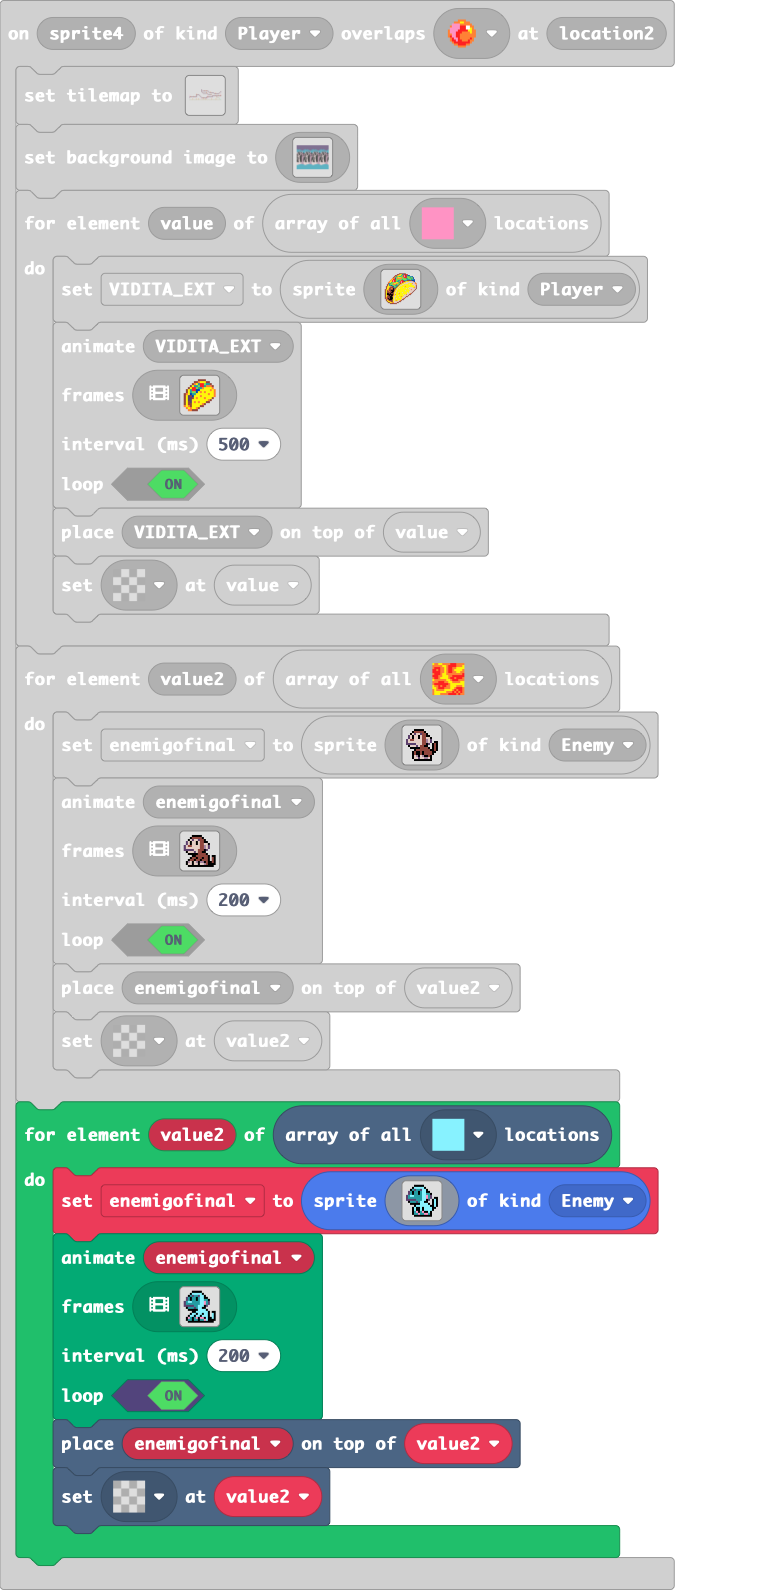 on sprite4 of kind Player overlaps at location2
set tilemap to
set background image to
for element value of array of all locations
do
set VIDITA_EXT to sprite of kind Player
animate VIDITA_EXT
frames
interval (ms) 500
loop ON
place VIDITA_EXT on top of value
set at value
for element value2 of array of all locations
do
set enemigofinal to sprite of kind Enemy
animate enemigofinal
frames
interval (ms) 200
loop ON
place enemigofinal on top of value2
set at value2
for element value2 of array of all locations
do
set enemigofinal to sprite of kind Enemy
animate enemigofinal
frames
interval (ms) 200
loop ON
place enemigofinal on top of value2
set at value2